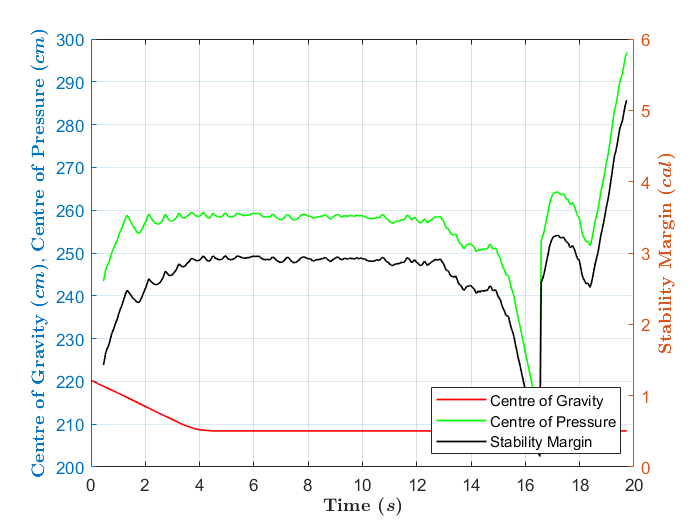 300
290
280
270
260
250
240
230
220
210
200
Centre of Gravity (cm), Centre of Pressure (cm)
6
5
4
3
2
1
0
Stability Margin (cal)
Centre of Gravity
Centre of Pressure
Stability Margin
0 2 4 6 8 10 12 14 16 18 20
Time (s)